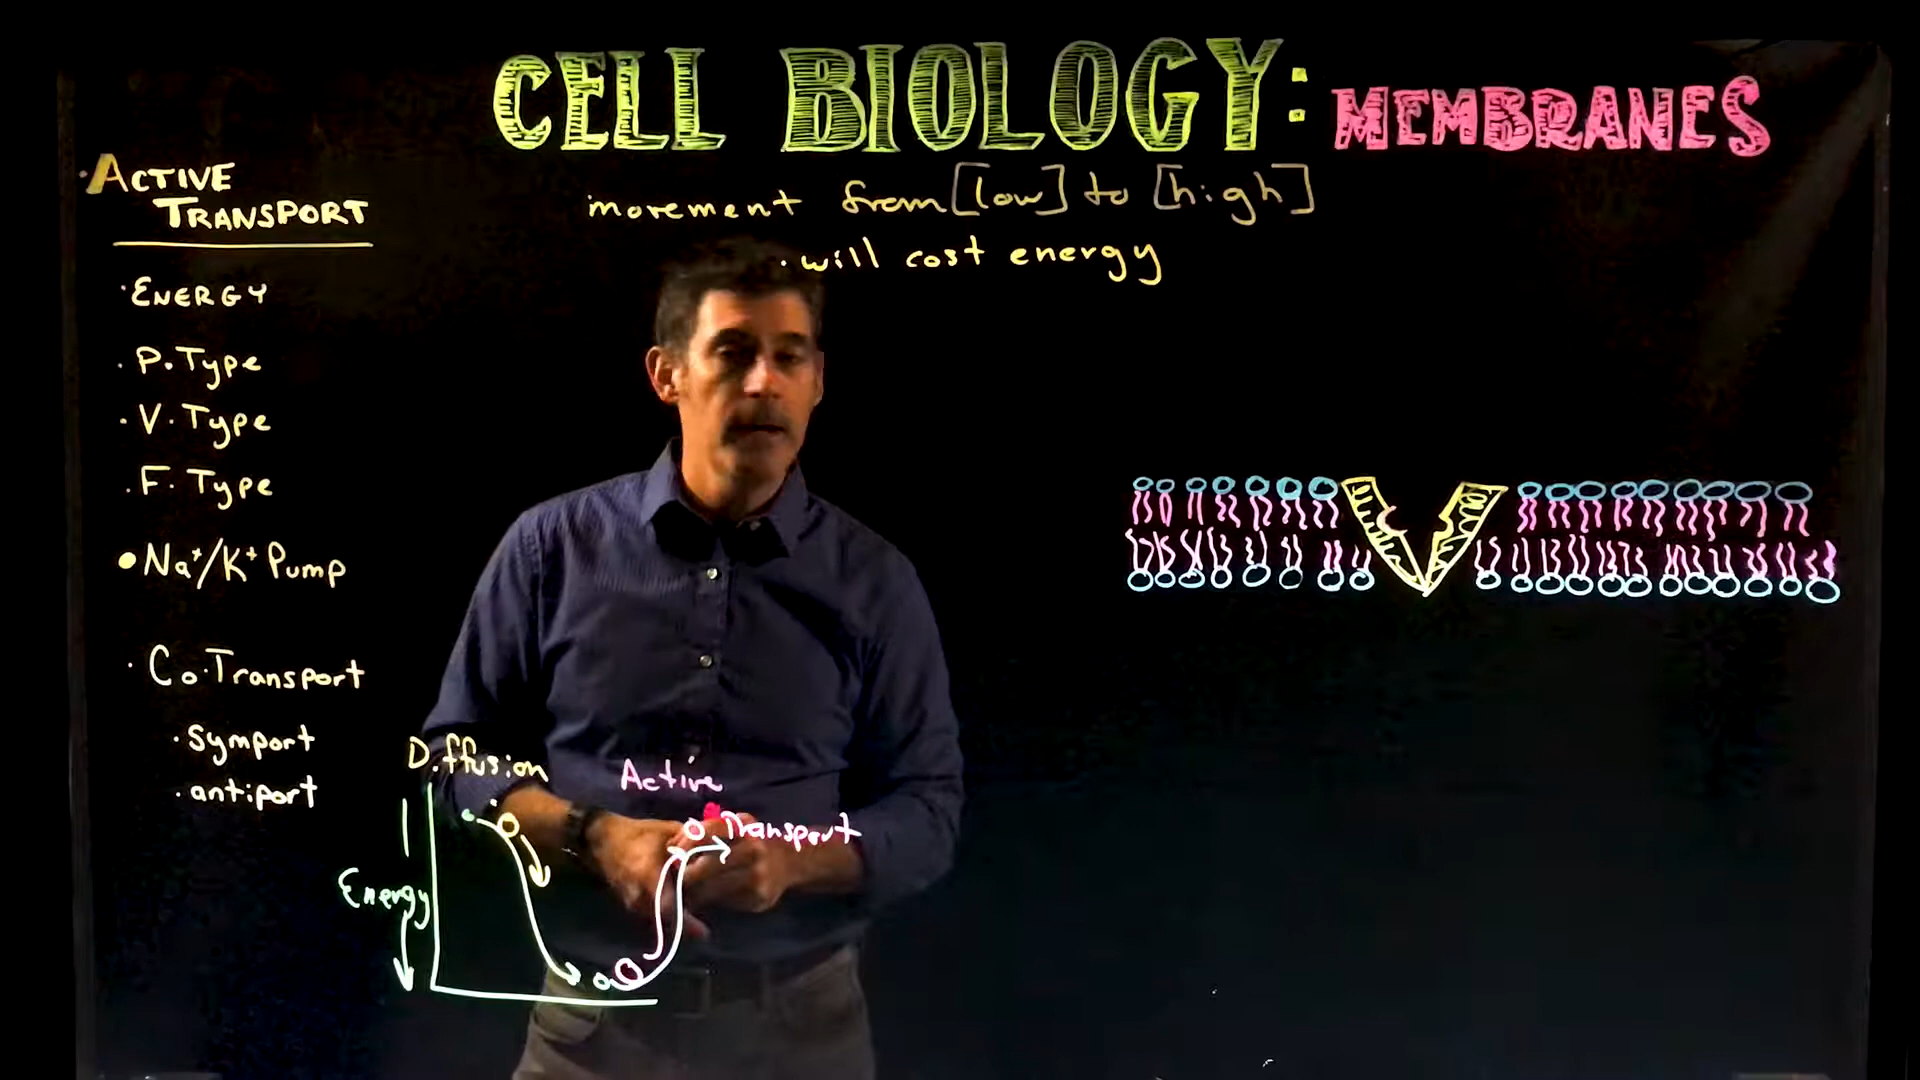 CELL BIOLOGY: MEMBRANES
· ACTIVE
TRANSPORT
movement from [low] to [high]
· will cost energy
· ENERGY
· P. Type
· V. Type
· F. Type
• Na⁺/K⁺ Pump
· Co. Transport
· symport
· antiport
Diffusion
Active
Transport
Energy